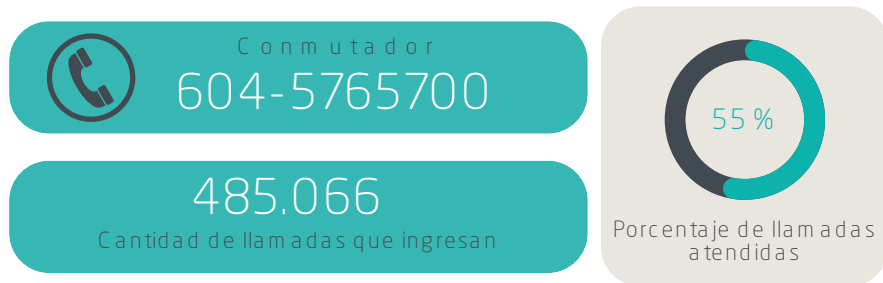 Conmutador
604-5765700
485.066
Cantidad de llamadas que ingresan
55 %
Porcentaje de llamadas
atendidas